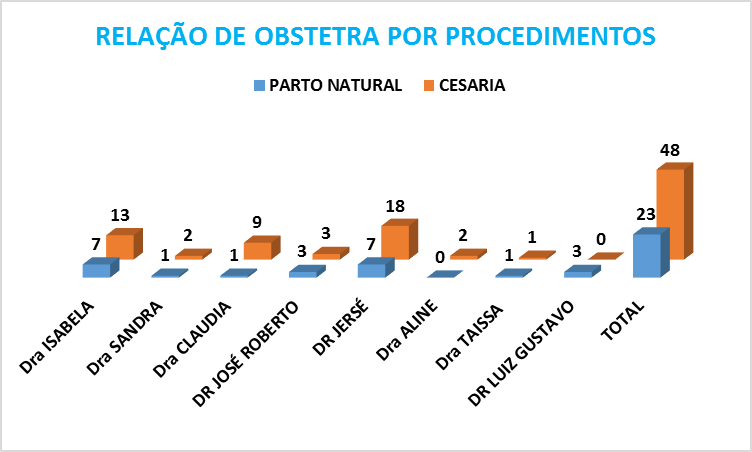 RELAÇÃO DE OBSTETRA POR PROCEDIMENTOS
PARTO NATURAL CESARIA
7 13 1 2 1 9 3 3 7 18 0 2 1 1 3 0 23 48
Dra ISABELA
Dra SANDRA
Dra CLAUDIA
DR JOSÉ ROBERTO
DR JERSÉ
Dra ALINE
Dra TAISSA
DR LUIZ GUSTAVO
TOTAL